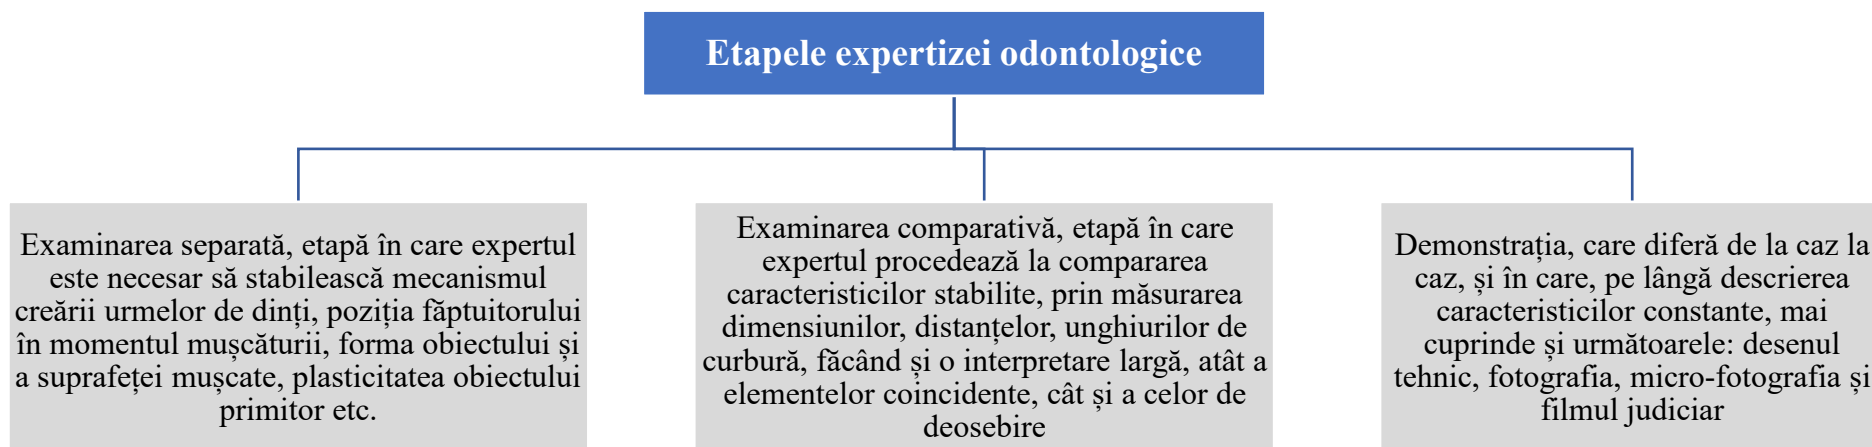 Etapele expertizei odontologice
Examinarea separată, etapă în care expertul
este necesar să stabilească mecanismul
creării urmelor de dinți, poziția făptuitorului
în momentul mușcăturii, forma obiectului și
a suprafeței mușcate, plasticitatea obiectului
primitor etc.
Examinarea comparativă, etapă în care
expertul procedează la compararea
caracteristicilor stabilite, prin măsurarea
dimensiunilor, distanțelor, unghiurilor de
curbură, făcând și o interpretare largă, atât a
elementelor coincidente, cât și a celor de
deosebire
Demonstrația, care diferă de la caz la
caz, și în care, pe lângă descrierea
caracteristicilor constante, mai
cuprinde și următoarele: desenul
tehnic, fotografia, micro-fotografia și
filmul judiciar